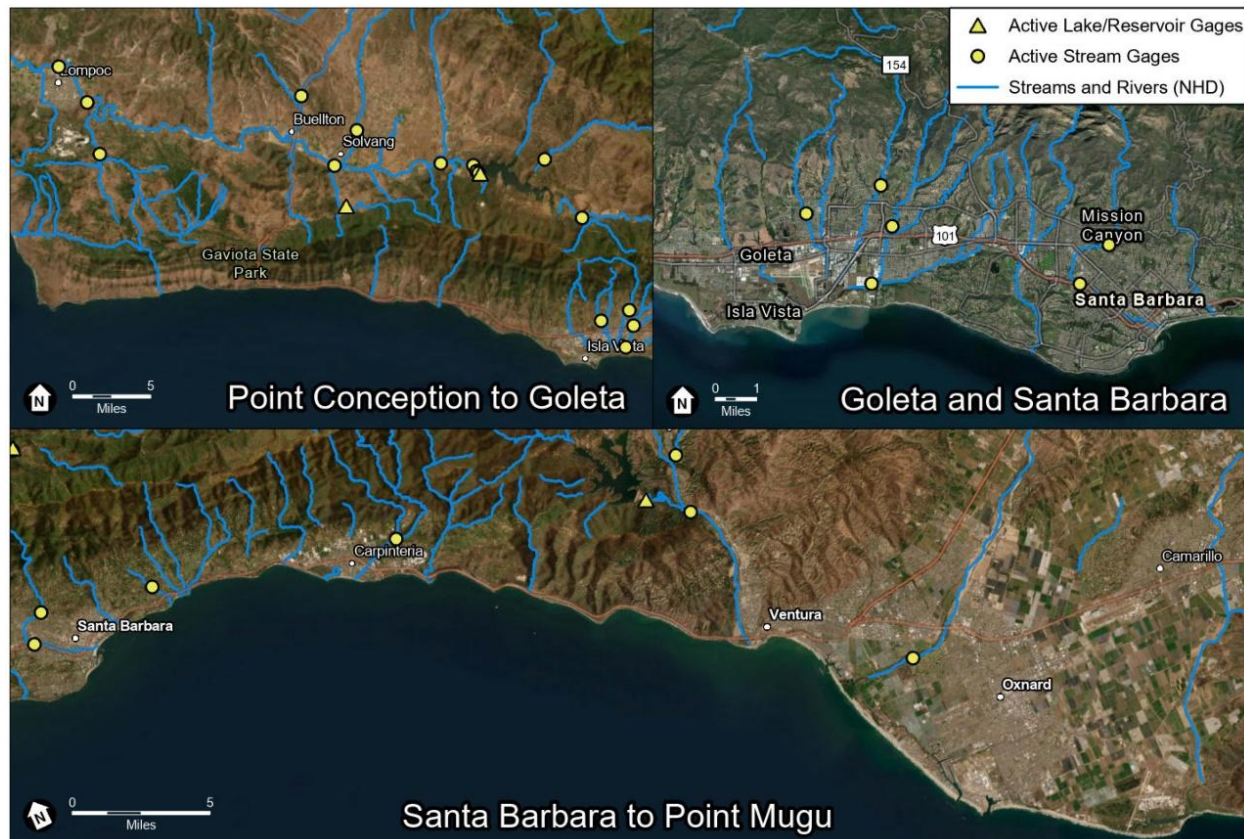 Active Lake/Reservoir Gages
Active Stream Gages
Streams and Rivers (NHD)
Lompoc
Buellton
Solvang
Gaviota State
Park
Isla Vista
0 5
Miles
N
Point Conception to Goleta
154
101
Mission
Canyon
Goleta
Isla Vista
Santa Barbara
0 1
Miles
N
Goleta and Santa Barbara
Carpinteria
Santa Barbara
Ventura
Camarillo
Oxnard
0 5
Miles
N
Santa Barbara to Point Mugu